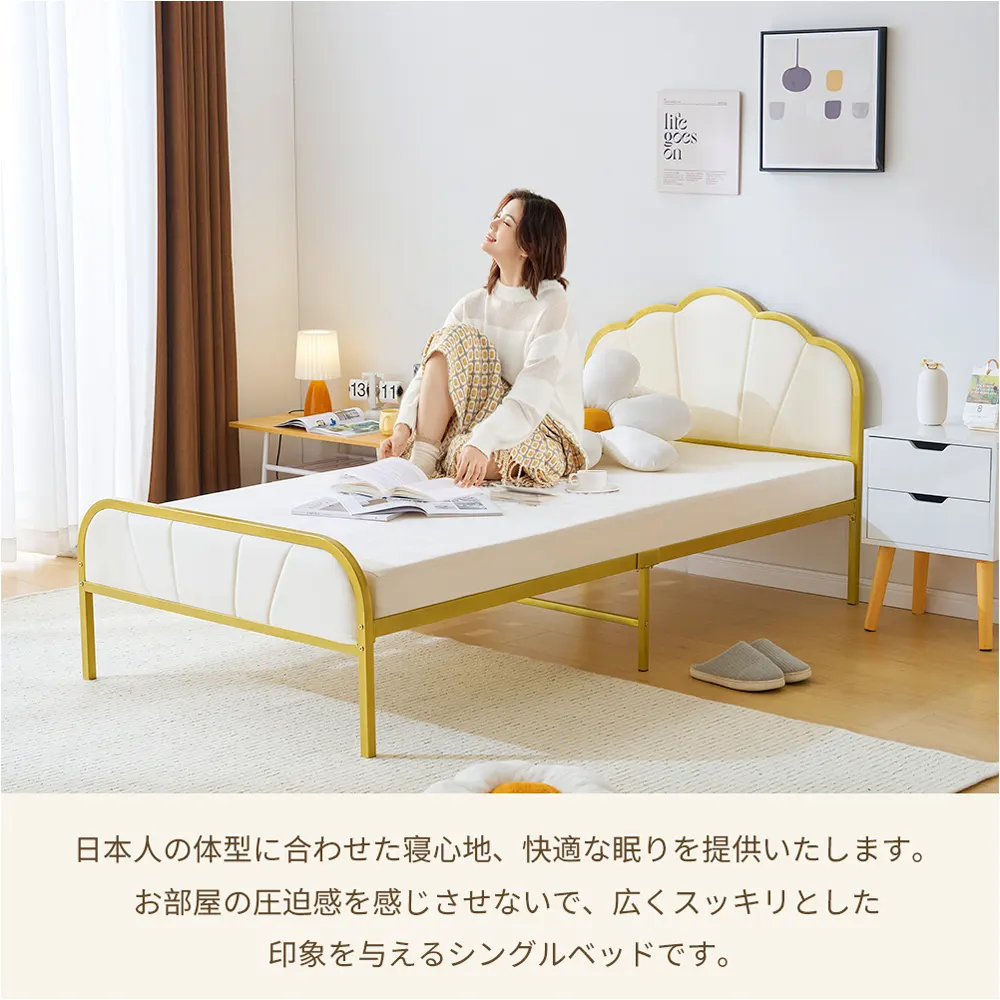 life
goes
on
136
11
8
日本人の体型に合わせた寝心地、快適な眠りを提供いたします。
お部屋の圧迫感を感じさせないで、広くスッキリとした
印象を与えるシングルベッドです。